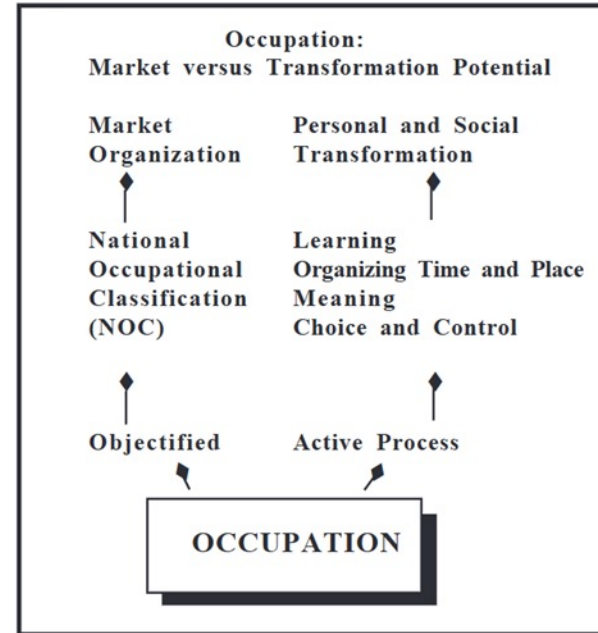 Occupation:
Market versus Transformation Potential
Market
Organization
Personal and Social
Transformation
National
Occupational
Classification
(NOC)
Learning
Organizing Time and Place
Meaning
Choice and Control
Objectified
Active Process
OCCUPATION